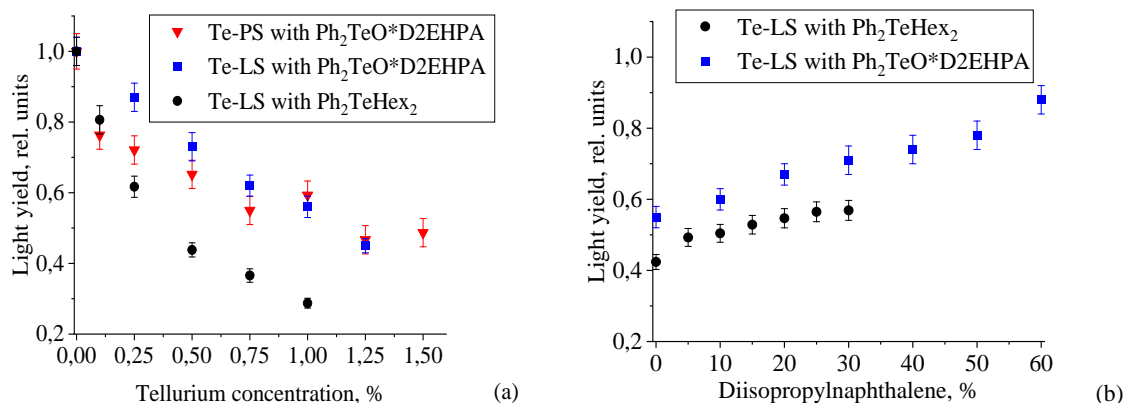 Te-PS with Ph₂TeO*D2EHPA
Te-LS with Ph₂TeO*D2EHPA
Te-LS with Ph₂TeHex₂
Light yield, rel. units
1,0
0,8
0,6
0,4
0,2
0,00
0,25
0,50
0,75
1,00
1,25
1,50
Tellurium concentration, %
(a)
Te-LS with Ph₂TeHex₂
Te-LS with Ph₂TeO*D2EHPA
Light yield, rel. units
1,0
0,8
0,6
0,4
0,2
0
10
20
30
40
50
60
Diisopropylnaphthalene, %
(b)